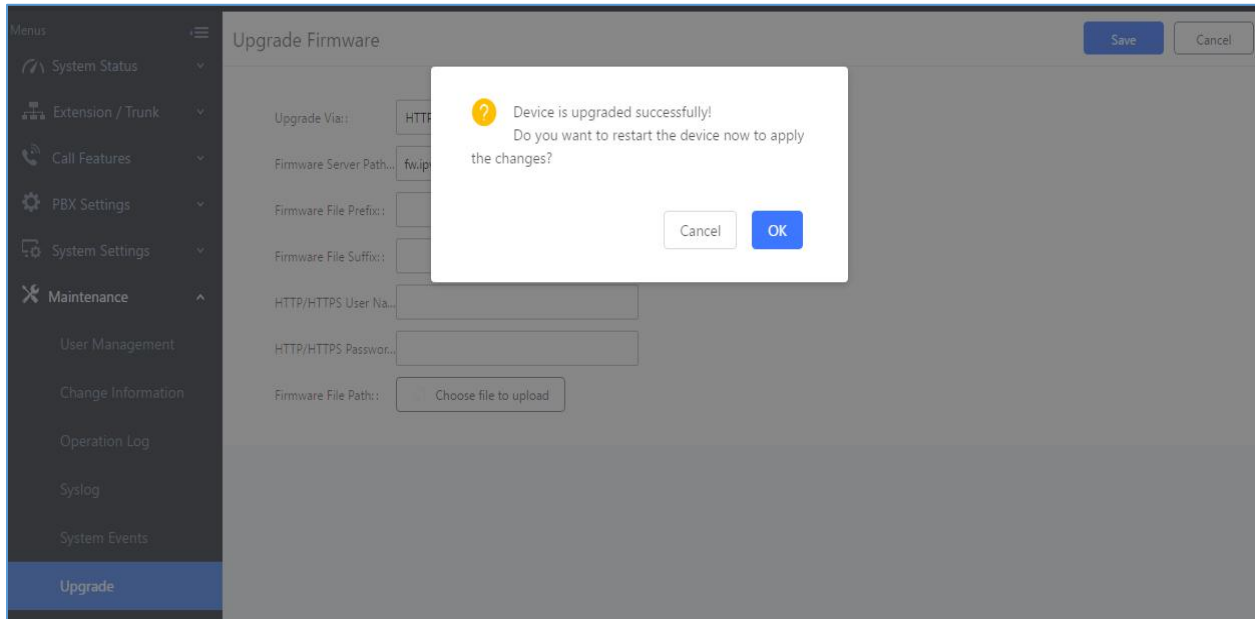 Menus
System Status
Extension / Trunk
Call Features
PBX Settings
System Settings
Maintenance
User Management
Change Information
Operation Log
Syslog
System Events
Upgrade
Upgrade Firmware
Save
Cancel
Upgrade Via::
HTTP
Firmware Server Path...
fw.ip
Firmware File Prefix::
Firmware File Suffix::
HTTP/HTTPS User Na...
HTTP/HTTPS Passwor...
Firmware File Path::
Choose file to upload
Device is upgraded successfully!
Do you want to restart the device now to apply
the changes?
Cancel
OK